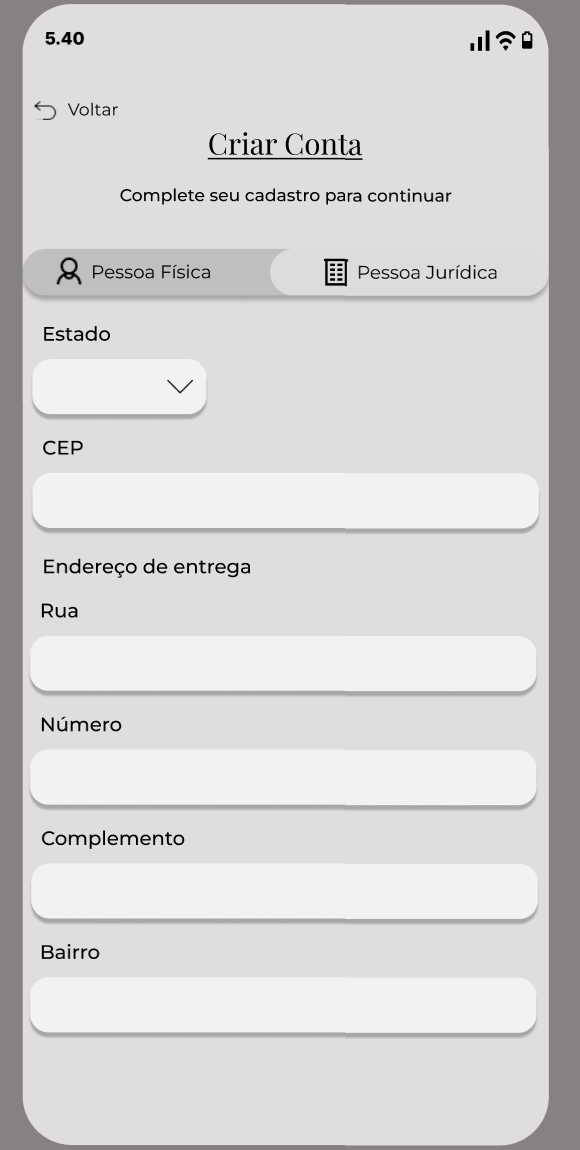 5.40
Voltar
Criar Conta
Complete seu cadastro para continuar
Pessoa Física
Pessoa Jurídica
Estado
CEP
Endereço de entrega
Rua
Número
Complemento
Bairro